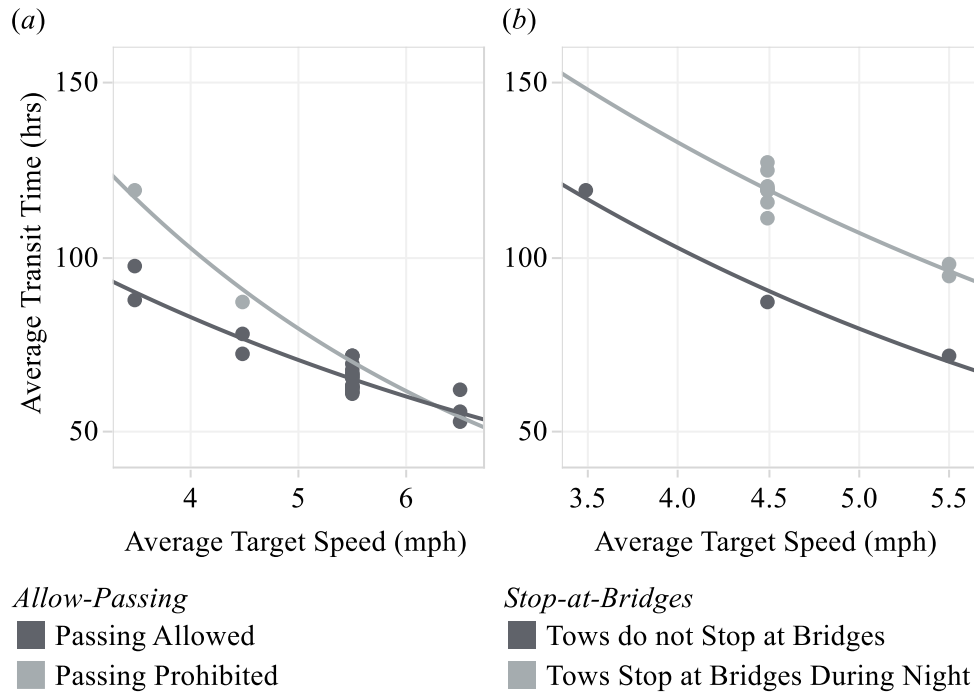 (a)
(b)
Average Transit Time (hrs)
150
100
50
4 5 6
Average Target Speed (mph)
150
100
50
3.5 4.0 4.5 5.0 5.5
Average Target Speed (mph)
Allow-Passing
Passing Allowed
Passing Prohibited
Stop-at-Bridges
Tows do not Stop at Bridges
Tows Stop at Bridges During Night